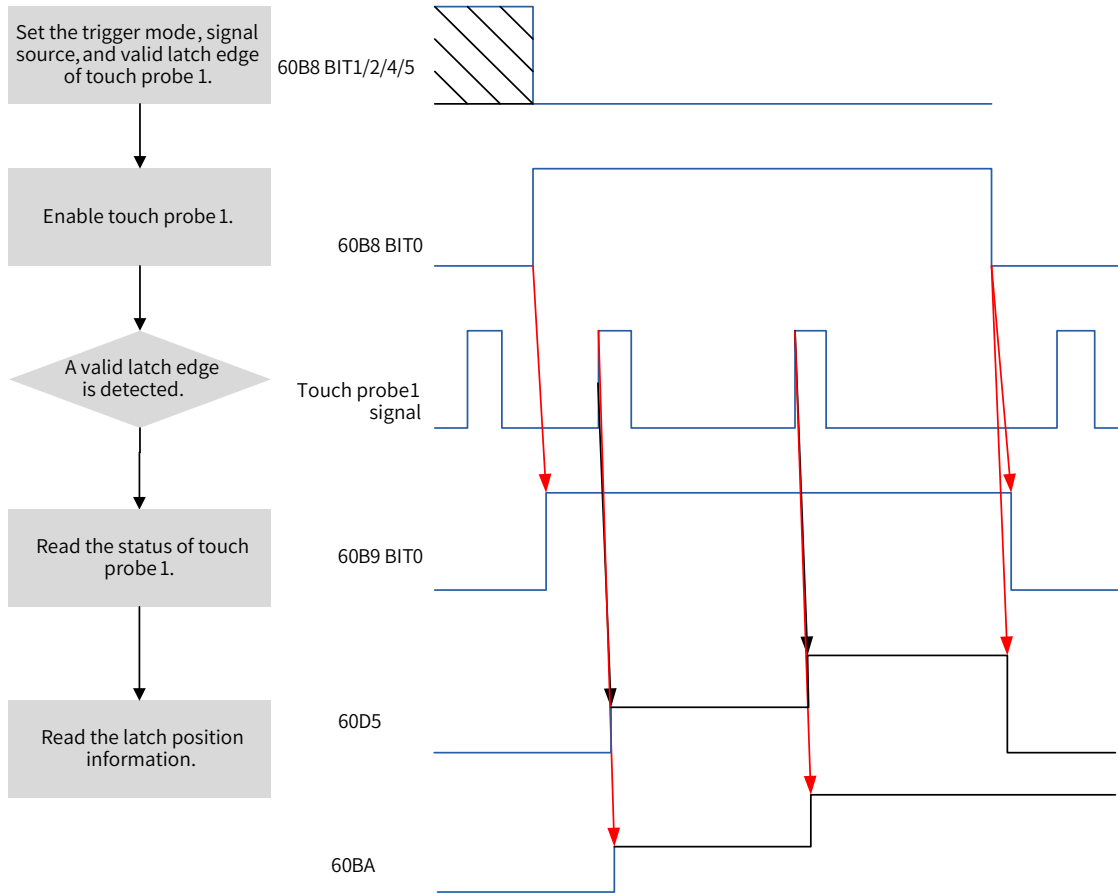 Set the trigger mode, signal
source, and valid latch edge
of touch probe 1.
Enable touch probe 1.
A valid latch edge
is detected.
Read the status of touch
probe 1.
Read the latch position
information.
60B8 BIT1/2/4/5
60B8 BIT0
Touch probe1
signal
60B9 BIT0
60D5
60BA